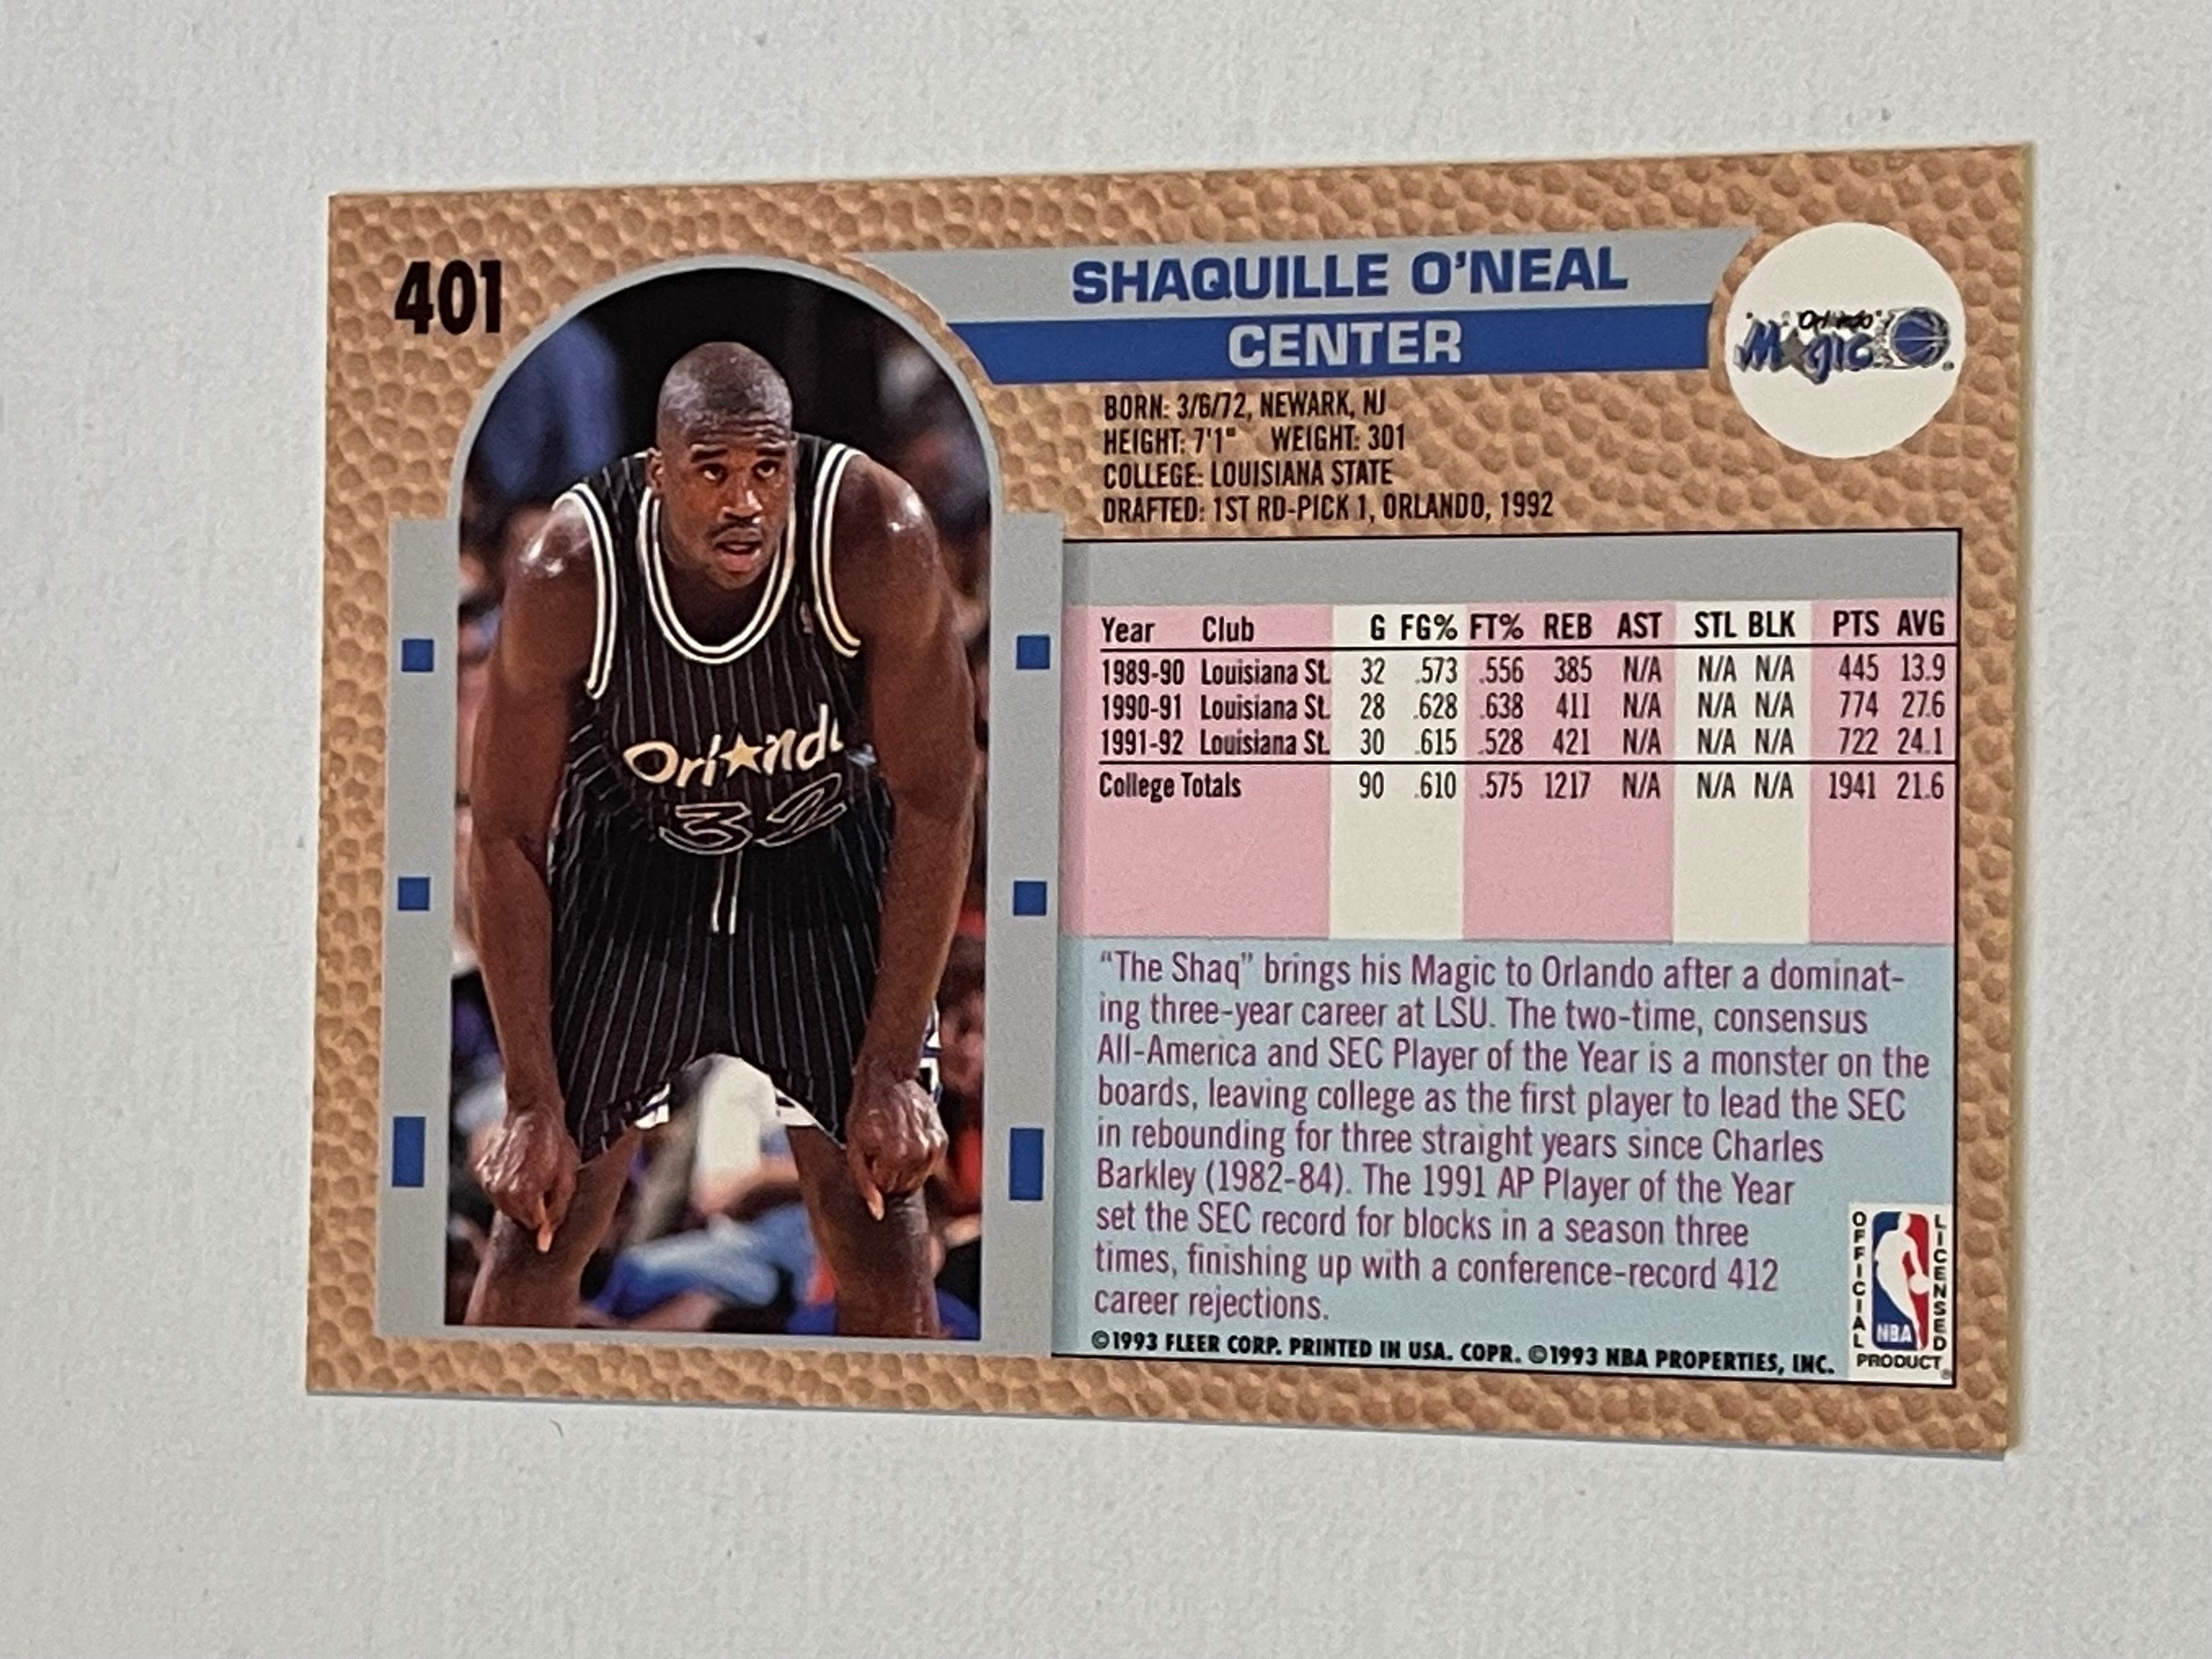 401
SHAQUILLE O'NEAL
CENTER
Orlando Magic
BORN: 3/6/72, NEWARK, NJ
HEIGHT: 7'1" WEIGHT: 301
COLLEGE: LOUISIANA STATE
DRAFTED: 1ST RD-PICK 1, ORLANDO, 1992
Orlando
32
Year Club G FG% FT% REB AST STL BLK PTS AVG
1989-90 Louisiana St. 32 .573 .556 385 N/A N/A N/A 445 13.9
1990-91 Louisiana St. 28 .628 .638 411 N/A N/A N/A 774 27.6
1991-92 Louisiana St. 30 .615 .528 421 N/A N/A N/A 722 24.1
College Totals 90 .610 .575 1217 N/A N/A N/A 1941 21.6
“The Shaq” brings his Magic to Orlando after a dominat-
ing three-year career at LSU. The two-time, consensus
All-America and SEC Player of the Year is a monster on the
boards, leaving college as the first player to lead the SEC
in rebounding for three straight years since Charles
Barkley (1982-84). The 1991 AP Player of the Year
set the SEC record for blocks in a season three
times, finishing up with a conference-record 412
career rejections.
©1993 FLEER CORP. PRINTED IN USA. COPR. ©1993 NBA PROPERTIES, INC.
OFFICIAL
NBA
LICENSED
PRODUCT®